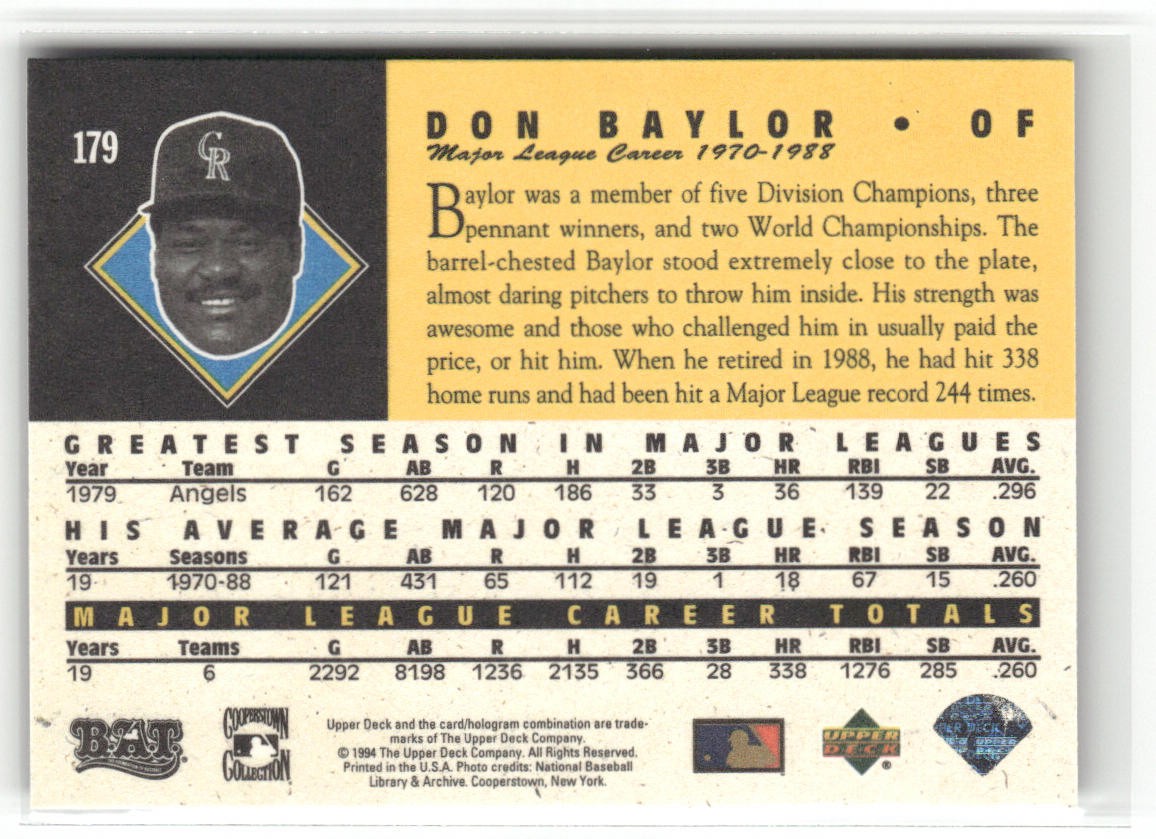 179
CR
DON BAYLOR • OF
Major League Career 1970-1988
Baylor was a member of five Division Champions, three
pennant winners, and two World Championships. The
barrel-chested Baylor stood extremely close to the plate,
almost daring pitchers to throw him inside. His strength was
awesome and those who challenged him in usually paid the
price, or hit him. When he retired in 1988, he had hit 338
home runs and had been hit a Major League record 244 times.
GREATEST SEASON IN MAJOR LEAGUES
Year Team G AB R H 2B 3B HR RBI SB AVG.
1979 Angels 162 628 120 186 33 3 36 139 22 .296
HIS AVERAGE MAJOR LEAGUE SEASON
Years Seasons G AB R H 2B 3B HR RBI SB AVG.
19 1970-88 121 431 65 112 19 1 18 67 15 .260
MAJOR LEAGUE CAREER TOTALS
Years Teams G AB R H 2B 3B HR RBI SB AVG.
19 6 2292 8198 1236 2135 366 28 338 1276 285 .260
B.A.T.
COOPERSTOWN
COLLECTION
Upper Deck and the card/hologram combination are trade-
marks of The Upper Deck Company.
© 1994 The Upper Deck Company. All Rights Reserved.
Printed in the U.S.A. Photo credits: National Baseball
Library & Archive. Cooperstown, New York.
UPPER
DECK
®